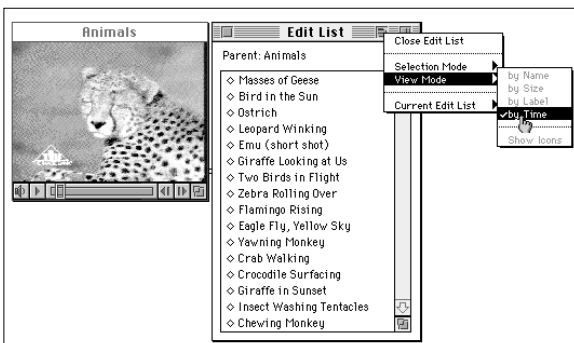 Animals
Edit List
Parent: Animals
Masses of Geese
Bird in the Sun
Ostrich
Leopard Winking
Emu (short shot)
Giraffe Looking at Us
Two Birds in Flight
Zebra Rolling Over
Flamingo Rising
Eagle Fly, Yellow Sky
Yawning Monkey
Crab Walking
Crocodile Surfacing
Giraffe in Sunset
Insect Washing Tentacles
Chewing Monkey
Close Edit List
Selection Mode
View Mode
Current Edit List
by Name
by Size
by Label
by Time
Show Icons